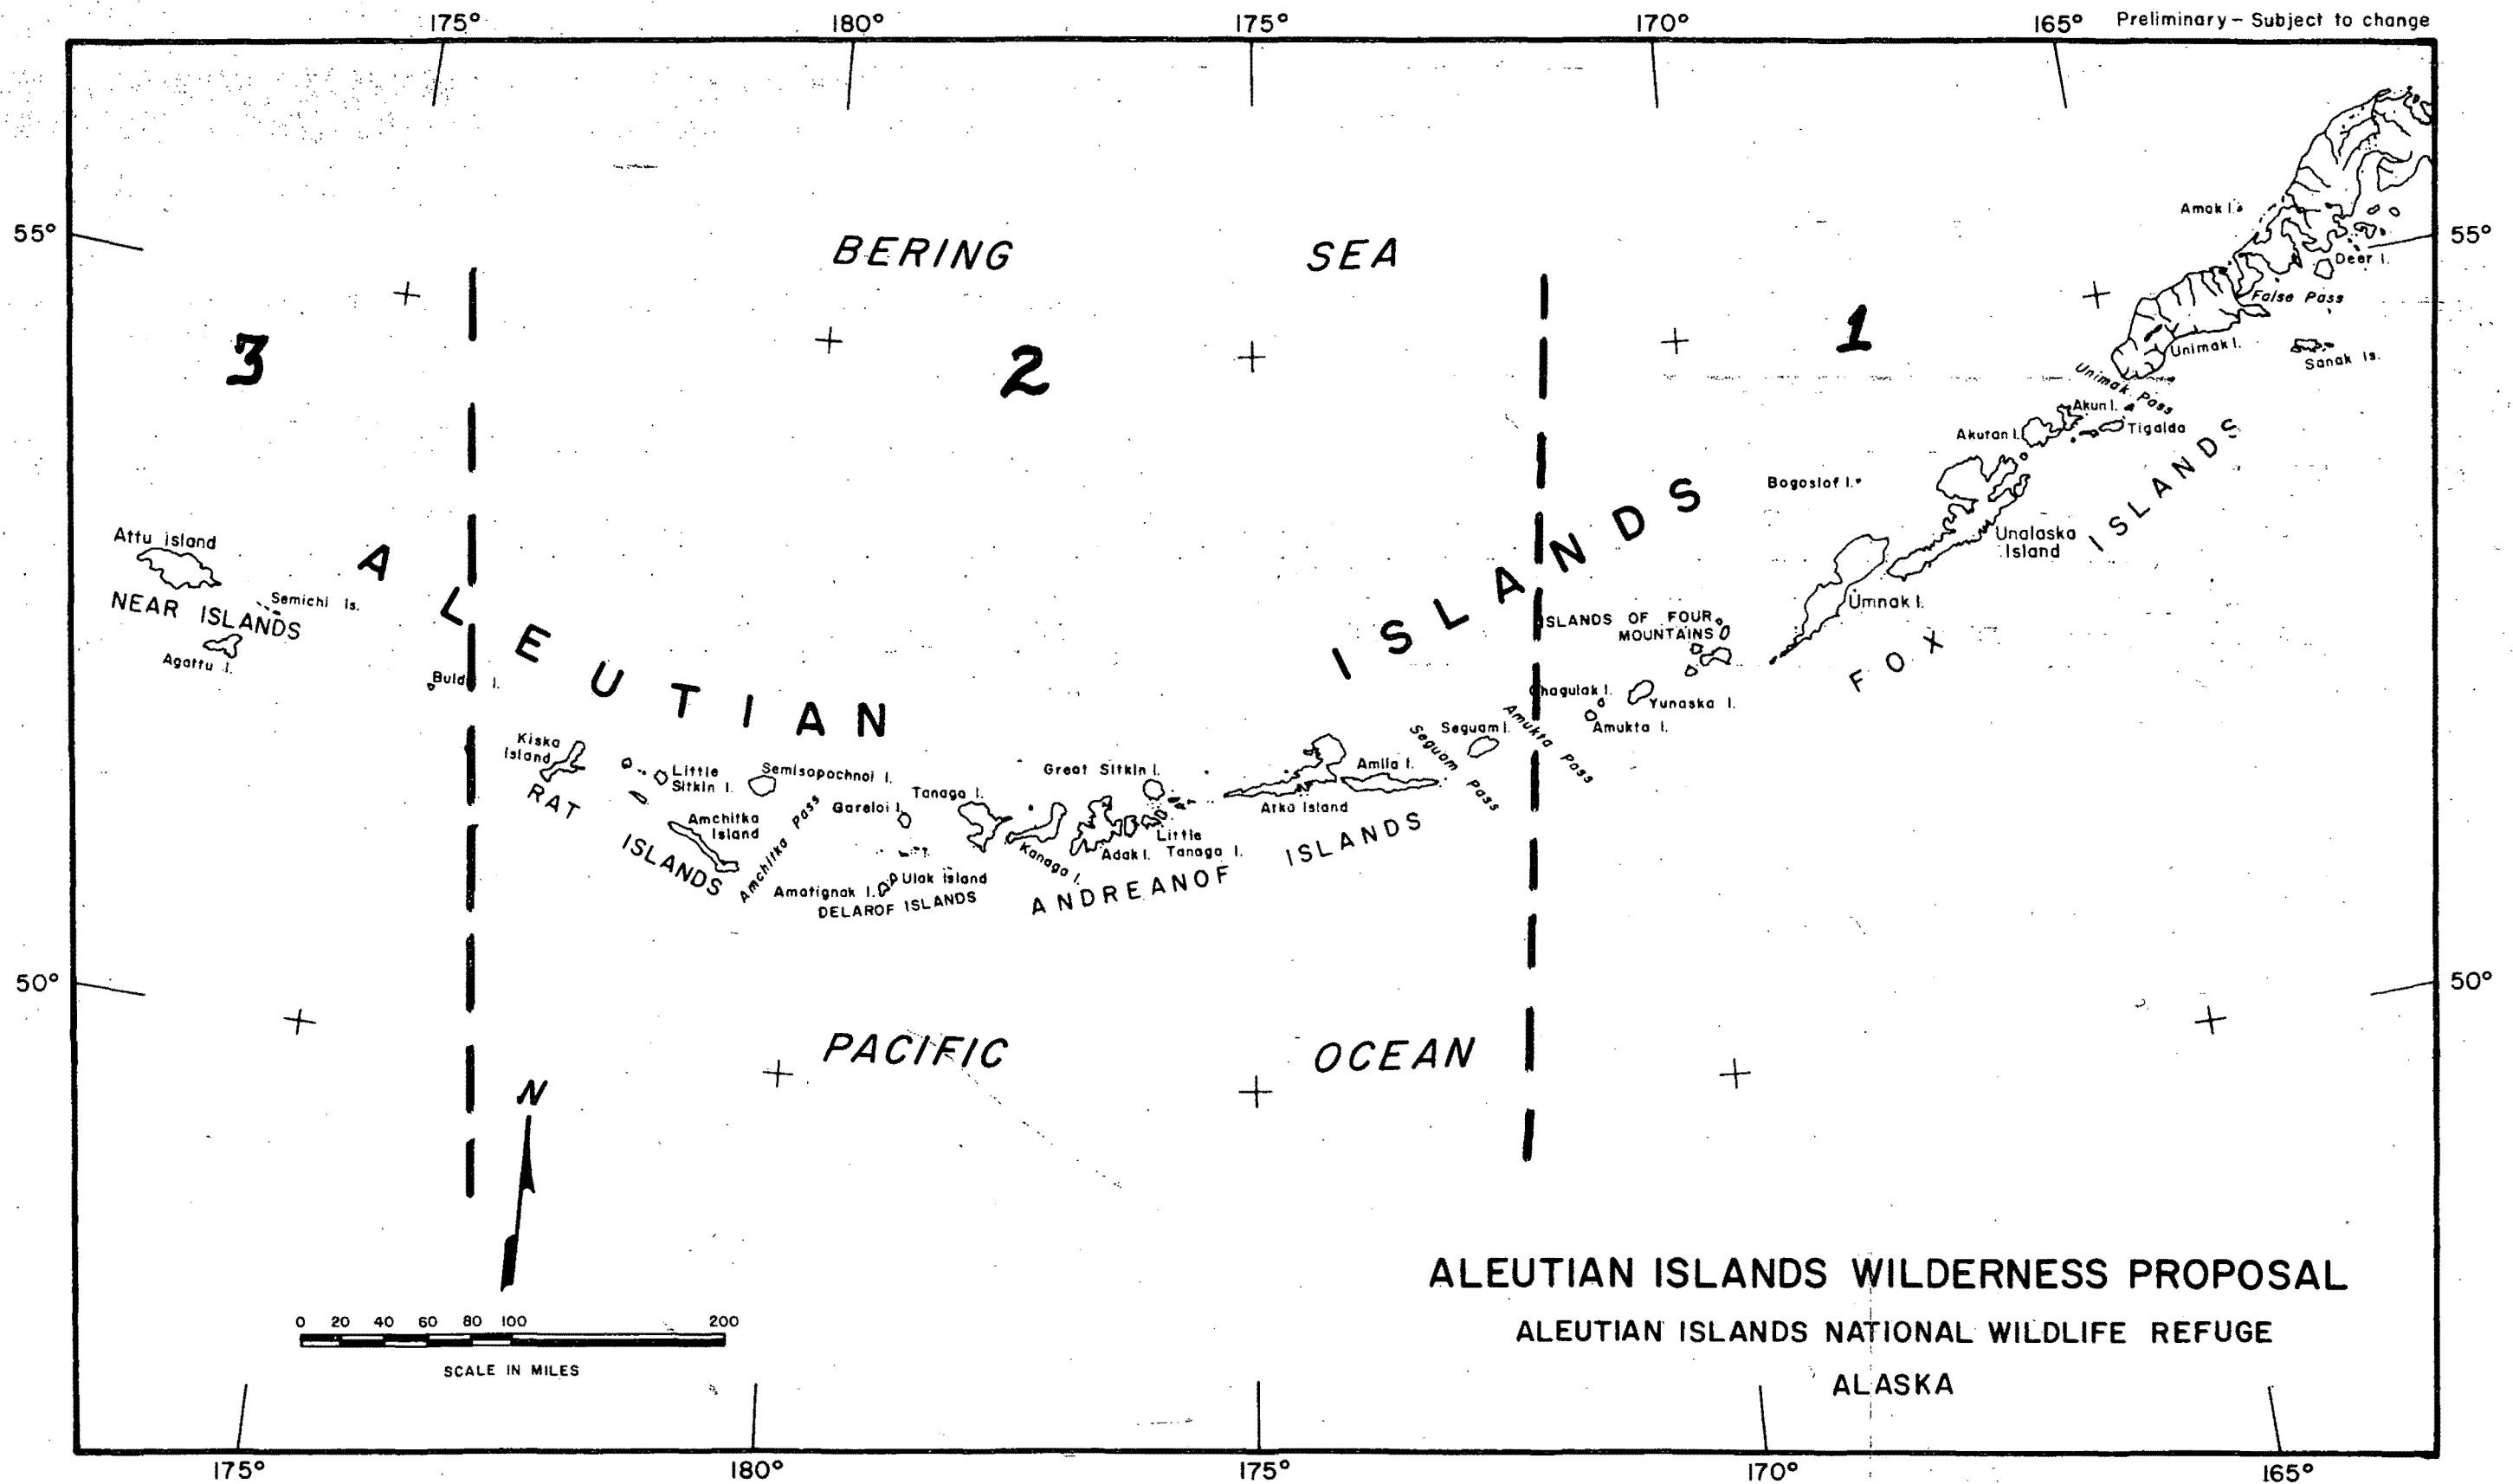 175° 180° 175° 170° 165° Preliminary - Subject to change
55° 55°
BERING SEA
3 2 1
Amak I.
Deer I.
False Pass
Unimak I.
Sanak Is.
Unimak Pass
Akun I.
Akutan I.
Tigalda
Bogoslof I.
Unalaska
Island
Umnak I.
FOX ISLANDS
ALEUTIAN ISLANDS
Attu island
NEAR ISLANDS
Semichi Is.
Agattu I.
I.
ISLANDS OF FOUR
MOUNTAINS
Chagulak I.
Yunaska I.
Amukta I.
Amukta Pass
Seguam I.
Seguam Pass
Kiska
Island
RAT ISLANDS
Little
Sitkin I.
Semisopochnoi I.
Amchitka
Island
Amchitka Pass
Gareloi I.
Tanaga I.
Great Sitkin I.
Amlia I.
Atka Island
Little
Tanaga I.
Adak I.
Kanaga I.
Ulak Island
Amatignak I.
DELAROF ISLANDS
ANDREANOF ISLANDS
50° 50°
PACIFIC OCEAN
N
0 20 40 60 80 100 200
SCALE IN MILES
ALEUTIAN ISLANDS WILDERNESS PROPOSAL
ALEUTIAN ISLANDS NATIONAL WILDLIFE REFUGE
ALASKA
175° 180° 175° 170° 165°